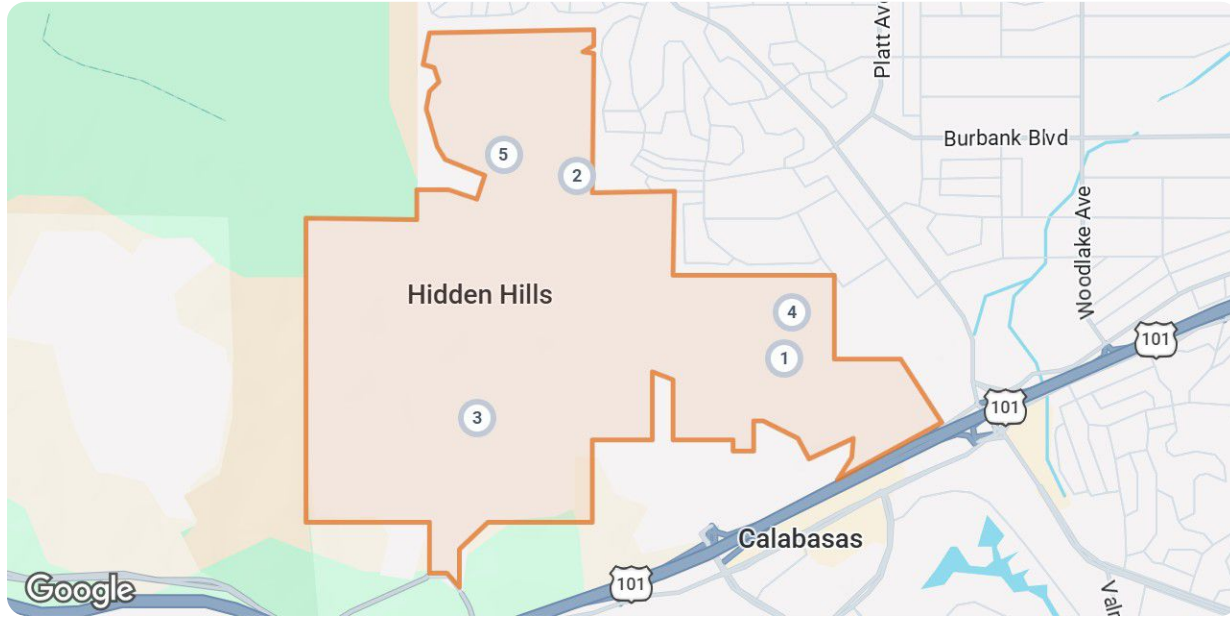 Platt Ave
Burbank Blvd
Woodlake Ave
5
2
Hidden Hills
4
101
1
101
3
Calabasas
101
Google